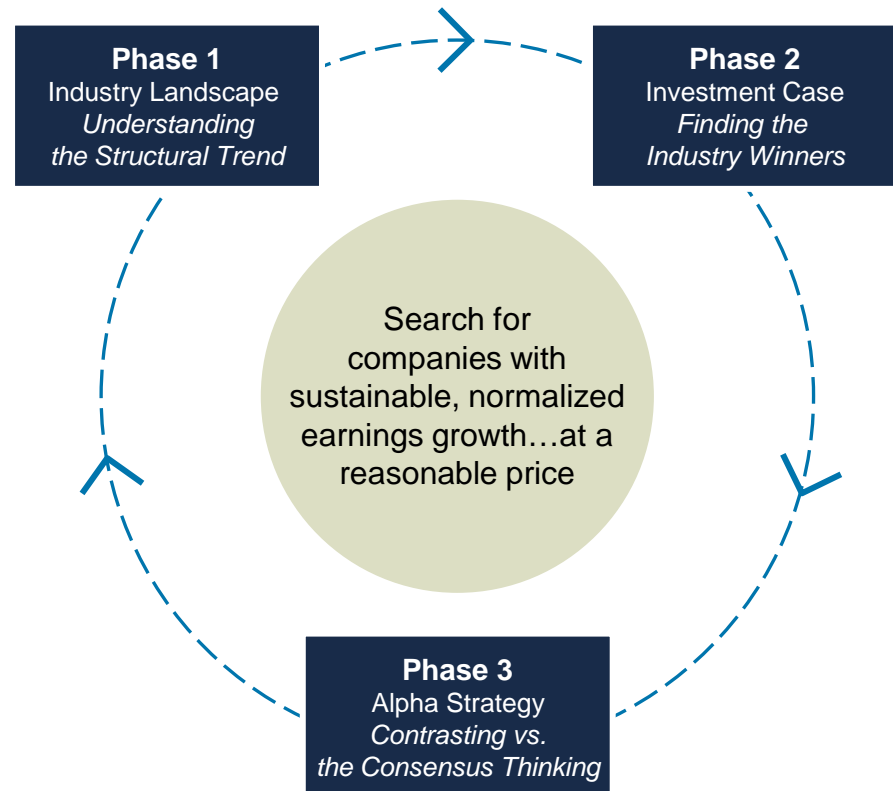 Phase 1
Industry Landscape
Understanding
the Structural Trend
Phase 2
Investment Case
Finding the
Industry Winners
Search for
companies with
sustainable, normalized
earnings growth…at a
reasonable price
Phase 3
Alpha Strategy
Contrasting vs.
the Consensus Thinking